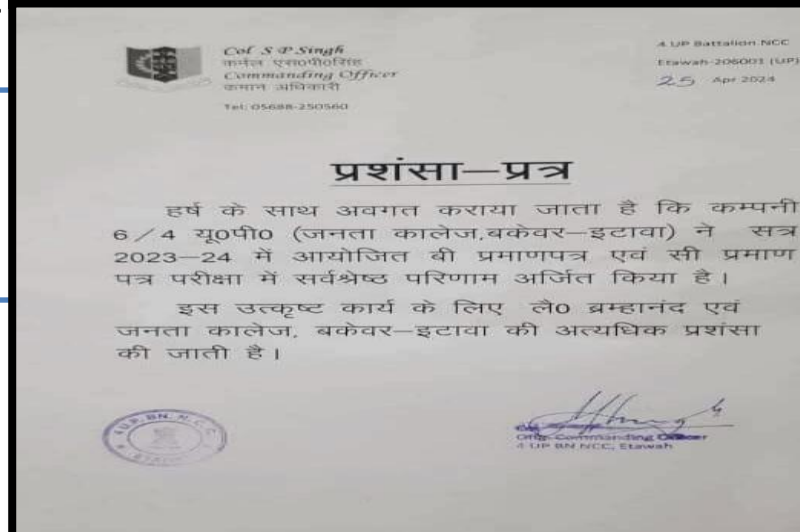 Col S P Singh
कर्नल एस०पी०सिंह
Commanding Officer
कमान अधिकारी
Tel: 05688-250560
4 UP Battalion NCC
Etawah-206001 (UP)
25 Apr 2024
प्रशंसा–प्रत्र
हर्ष के साथ अवगत कराया जाता है कि कम्पनी
6/4 यू०पी० (जनता कालेज,बकेवर–इटावा) ने सत्र
2023–24 में आयोजित बी प्रमाणपत्र एवं सी प्रमाण
पत्र परीक्षा में सर्वश्रेष्ठ परिणाम अर्जित किया है।
इस उत्कृष्ट कार्य के लिए लै० ब्रम्हानंद एवं
जनता कालेज, बकेवर–इटावा की अत्यधिक प्रशंसा
की जाती है।
4 U.P. BN. N.C.C.
ETAWAH
Commanding Officer
4 UP BN NCC, Etawah